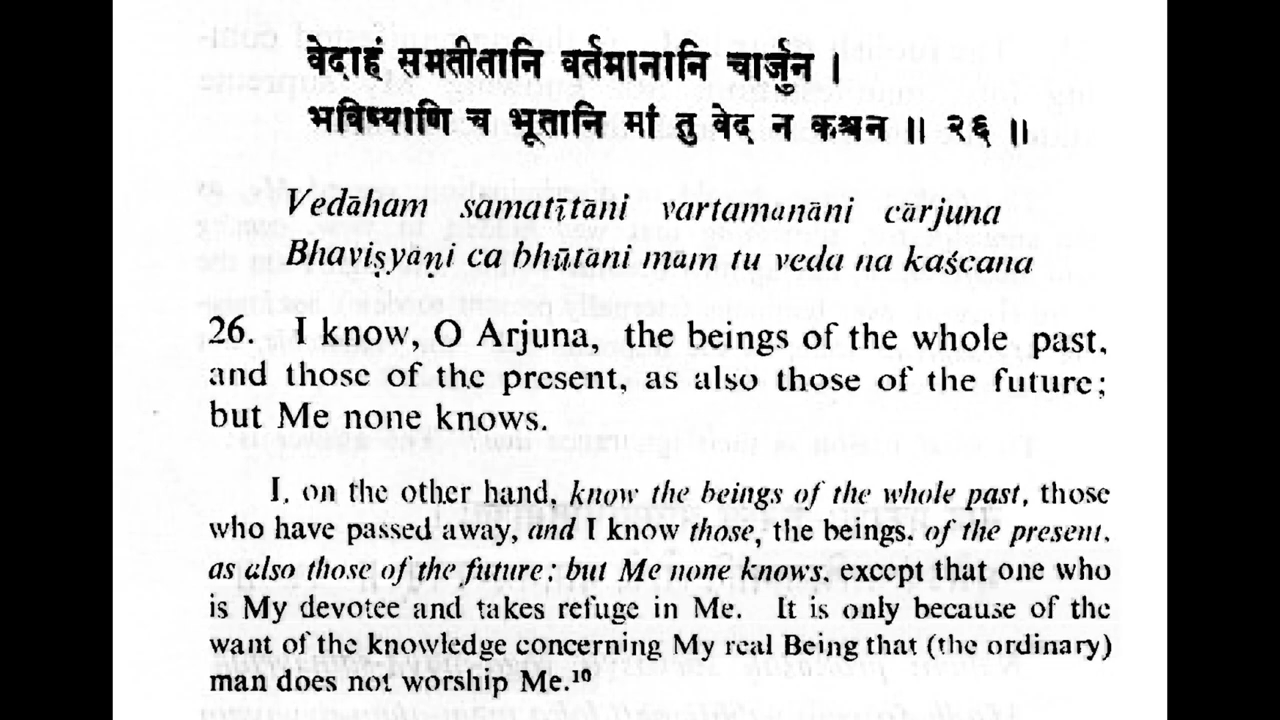 वेदाहं समतीतानि वर्तमानानि चार्जुन ।
भविष्याणि च भूतानि मां तु वेद न कश्चन ॥ २६ ॥
Vedāham samatītāni vartamanāni cārjuna
Bhaviṣyāṇi ca bhūtāni mām tu veda na kaścana
26. I know, O Arjuna, the beings of the whole past,
and those of the present, as also those of the future;
but Me none knows.
I, on the other hand, know the beings of the whole past, those
who have passed away, and I know those, the beings, of the present,
as also those of the future; but Me none knows, except that one who
is My devotee and takes refuge in Me. It is only because of the
want of the knowledge concerning My real Being that (the ordinary)
man does not worship Me.¹⁰